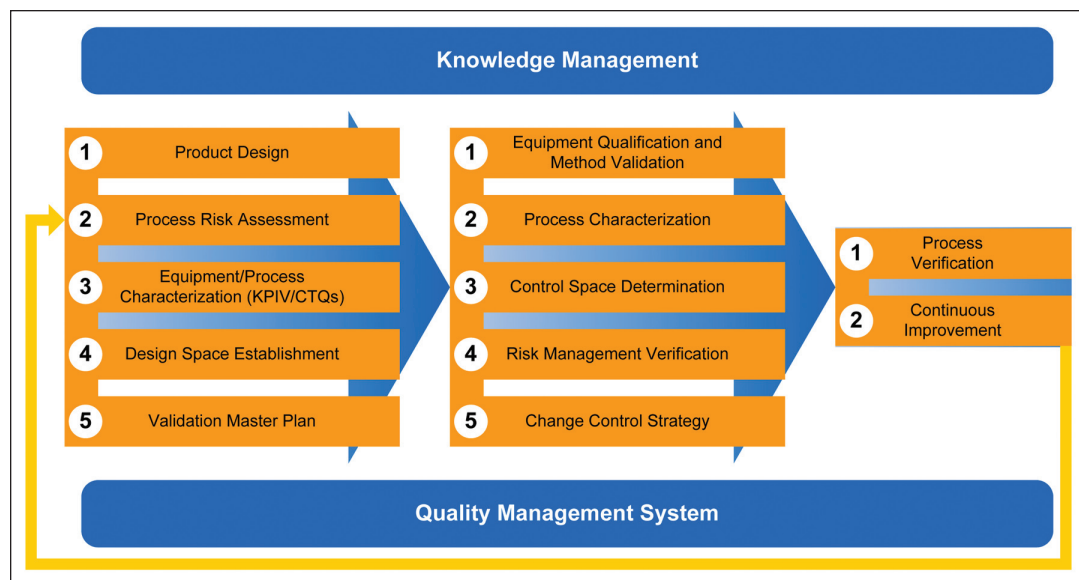 Knowledge Management
1
Product Design
2
Process Risk Assessment
3
Equipment/Process
Characterization (KPIV/CTQs)
4
Design Space Establishment
5
Validation Master Plan
1
Equipment Qualification and
Method Validation
2
Process Characterization
3
Control Space Determination
4
Risk Management Verification
5
Change Control Strategy
1
Process
Verification
2
Continuous
Improvement
Quality Management System